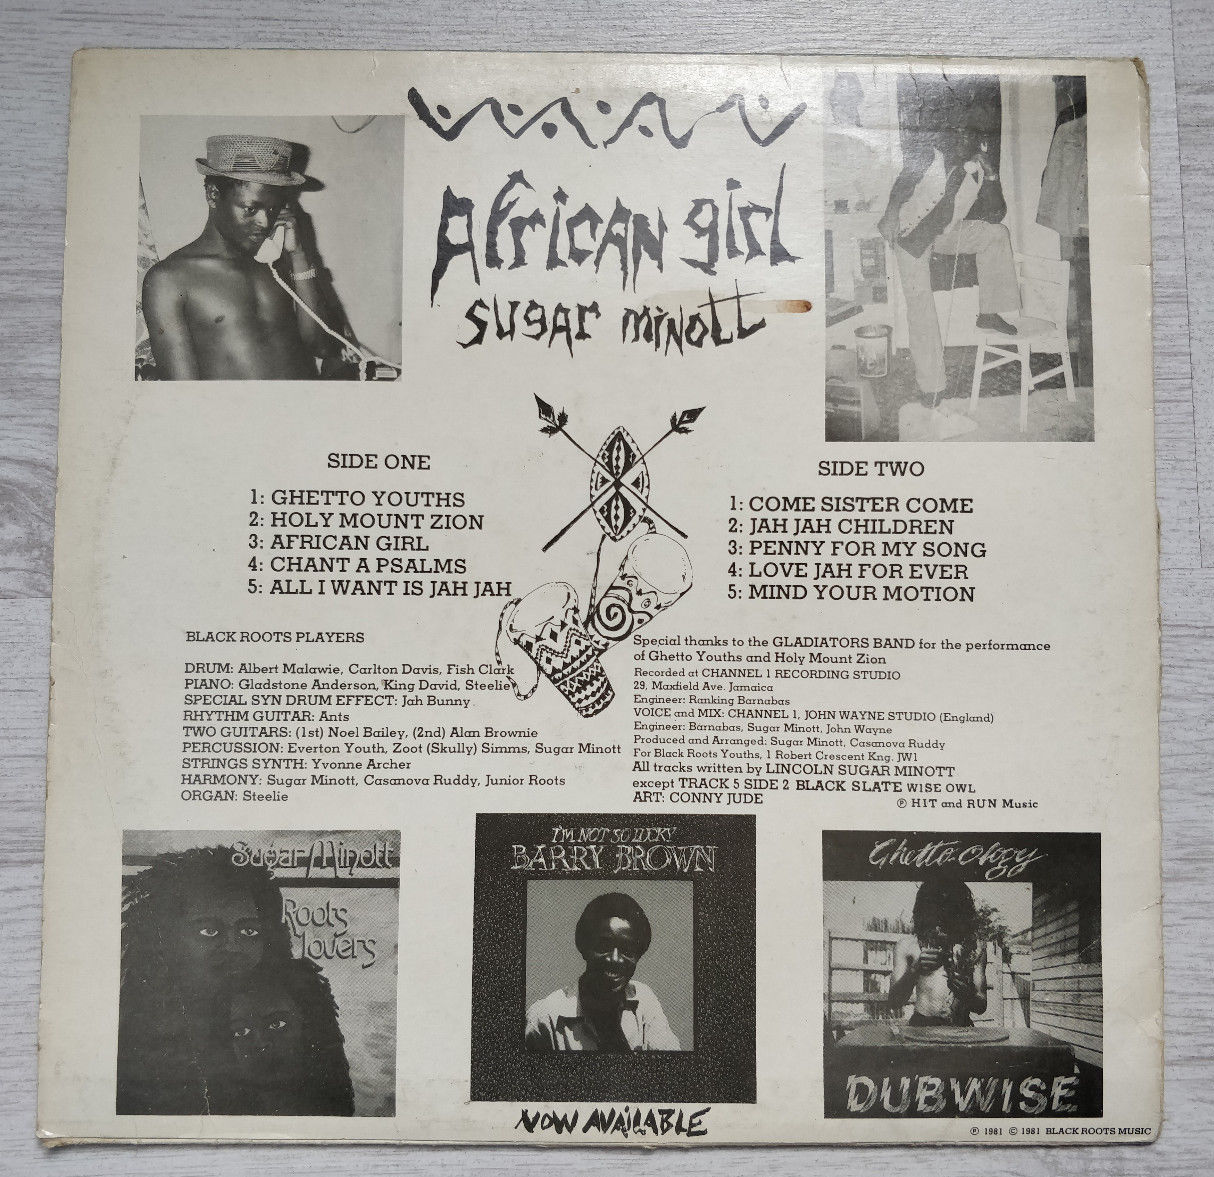 African girl
sugar minott
SIDE ONE
1: GHETTO YOUTHS
2: HOLY MOUNT ZION
3: AFRICAN GIRL
4: CHANT A PSALMS
5: ALL I WANT IS JAH JAH
SIDE TWO
1: COME SISTER COME
2: JAH JAH CHILDREN
3: PENNY FOR MY SONG
4: LOVE JAH FOR EVER
5: MIND YOUR MOTION
BLACK ROOTS PLAYERS
DRUM: Albert Malawie, Carlton Davis, Fish Clark
PIANO: Gladstone Anderson, King David, Steelie
SPECIAL SYN DRUM EFFECT: Jah Bunny
RHYTHM GUITAR: Ants
TWO GUITARS: (1st) Noel Bailey, (2nd) Alan Brownie
PERCUSSION: Everton Youth, Zoot (Skully) Simms, Sugar Minott
STRINGS SYNTH: Yvonne Archer
HARMONY: Sugar Minott, Casanova Ruddy, Junior Roots
ORGAN: Steelie
Special thanks to the GLADIATORS BAND for the performance
of Ghetto Youths and Holy Mount Zion
Recorded at CHANNEL 1 RECORDING STUDIO
29, Maxfield Ave. Jamaica
Engineer: Ranking Barnabas
VOICE and MIX: CHANNEL 1, JOHN WAYNE STUDIO (England)
Engineer: Barnabas, Sugar Minott, John Wayne
Produced and Arranged: Sugar Minott, Casanova Ruddy
For Black Roots Youths, 1 Robert Crescent Kng. JW1
All tracks written by LINCOLN SUGAR MINOTT
except TRACK 5 SIDE 2 BLACK SLATE WISE OWL
ART: CONNY JUDE
℗ HIT and RUN Music
Sugar Minott
Roots
lovers
I'M NOT SO LUCKY
BARRY BROWN
Ghetto-ology
DUBWISE
NOW AVAILABLE
℗ 1981 © 1981 BLACK ROOTS MUSIC